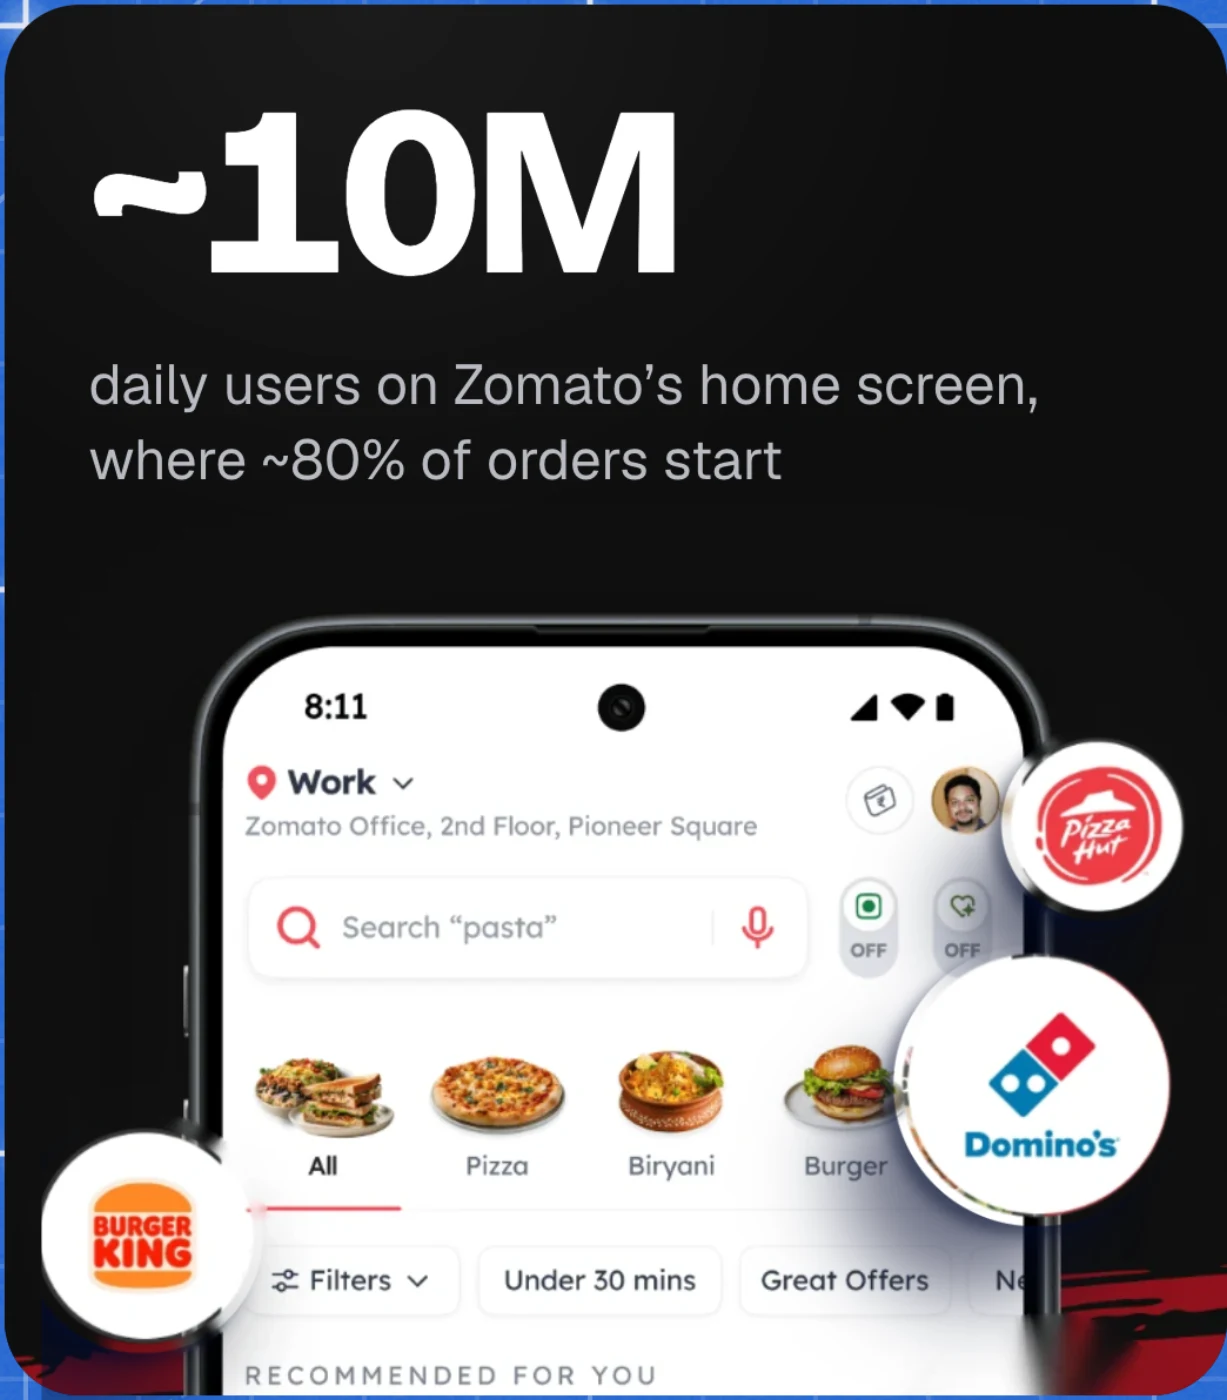 ~10M
daily users on Zomato’s home screen,
where ~80% of orders start
8:11
Work
Zomato Office, 2nd Floor, Pioneer Square
Pizza
Hut
Search “pasta”
OFF
OFF
Domino's
All
Pizza
Biryani
Burger
BURGER
KING
Filters
Under 30 mins
Great Offers
RECOMMENDED FOR YOU